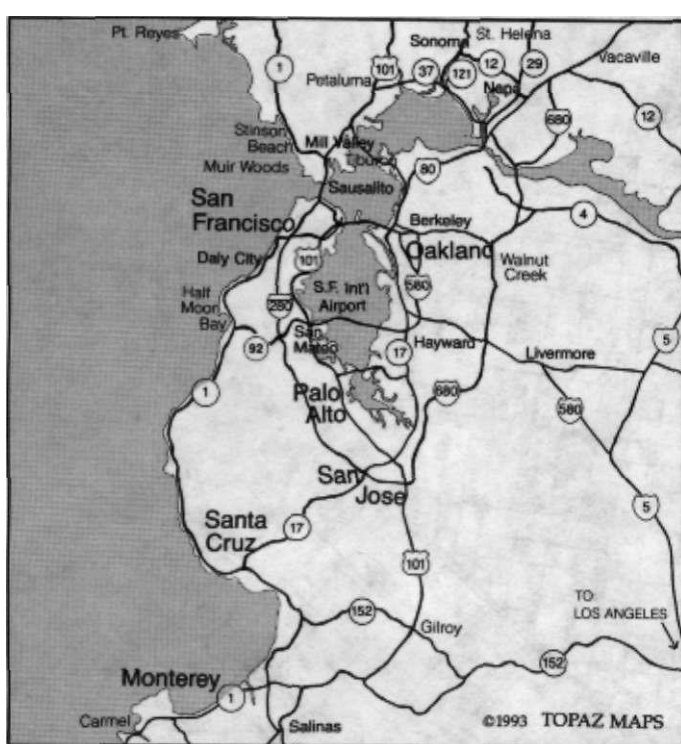 Pt. Reyes
1
Petaluma
101
Sonoma
37
121
St. Helena
12
29
Napa
Vacaville
680
12
Stinson
Beach
Mill Valley
Tiburon
Muir Woods
Sausalito
80
San
Francisco
Berkeley
4
Oakland
Walnut
Creek
Daly City
101
S.F. Int'l
Airport
580
Half
Moon
Bay
280
San
Mateo
92
17
Hayward
Livermore
5
1
Palo
Alto
680
580
San
Jose
Santa
Cruz
17
5
101
TO
LOS ANGELES
152
Gilroy
152
Monterey
1
Carmel
Salinas
©1993 TOPAZ MAPS